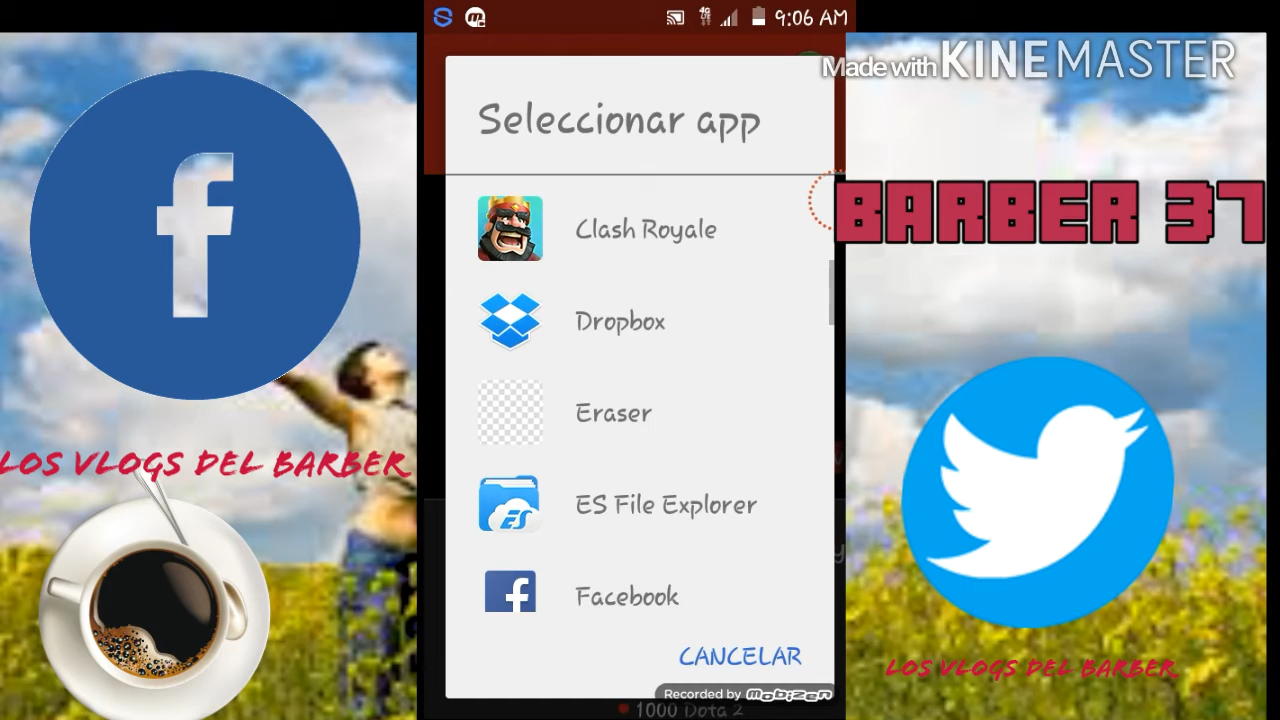 9:06 AM
Made with KINEMASTER
Seleccionar app
BARBER 37
Clash Royale
Dropbox
Eraser
ES File Explorer
Facebook
CANCELAR
LOS VLOGS DEL BARBER
LOS VLOGS DEL BARBER
Recorded by mobizen
1000 Dota 2